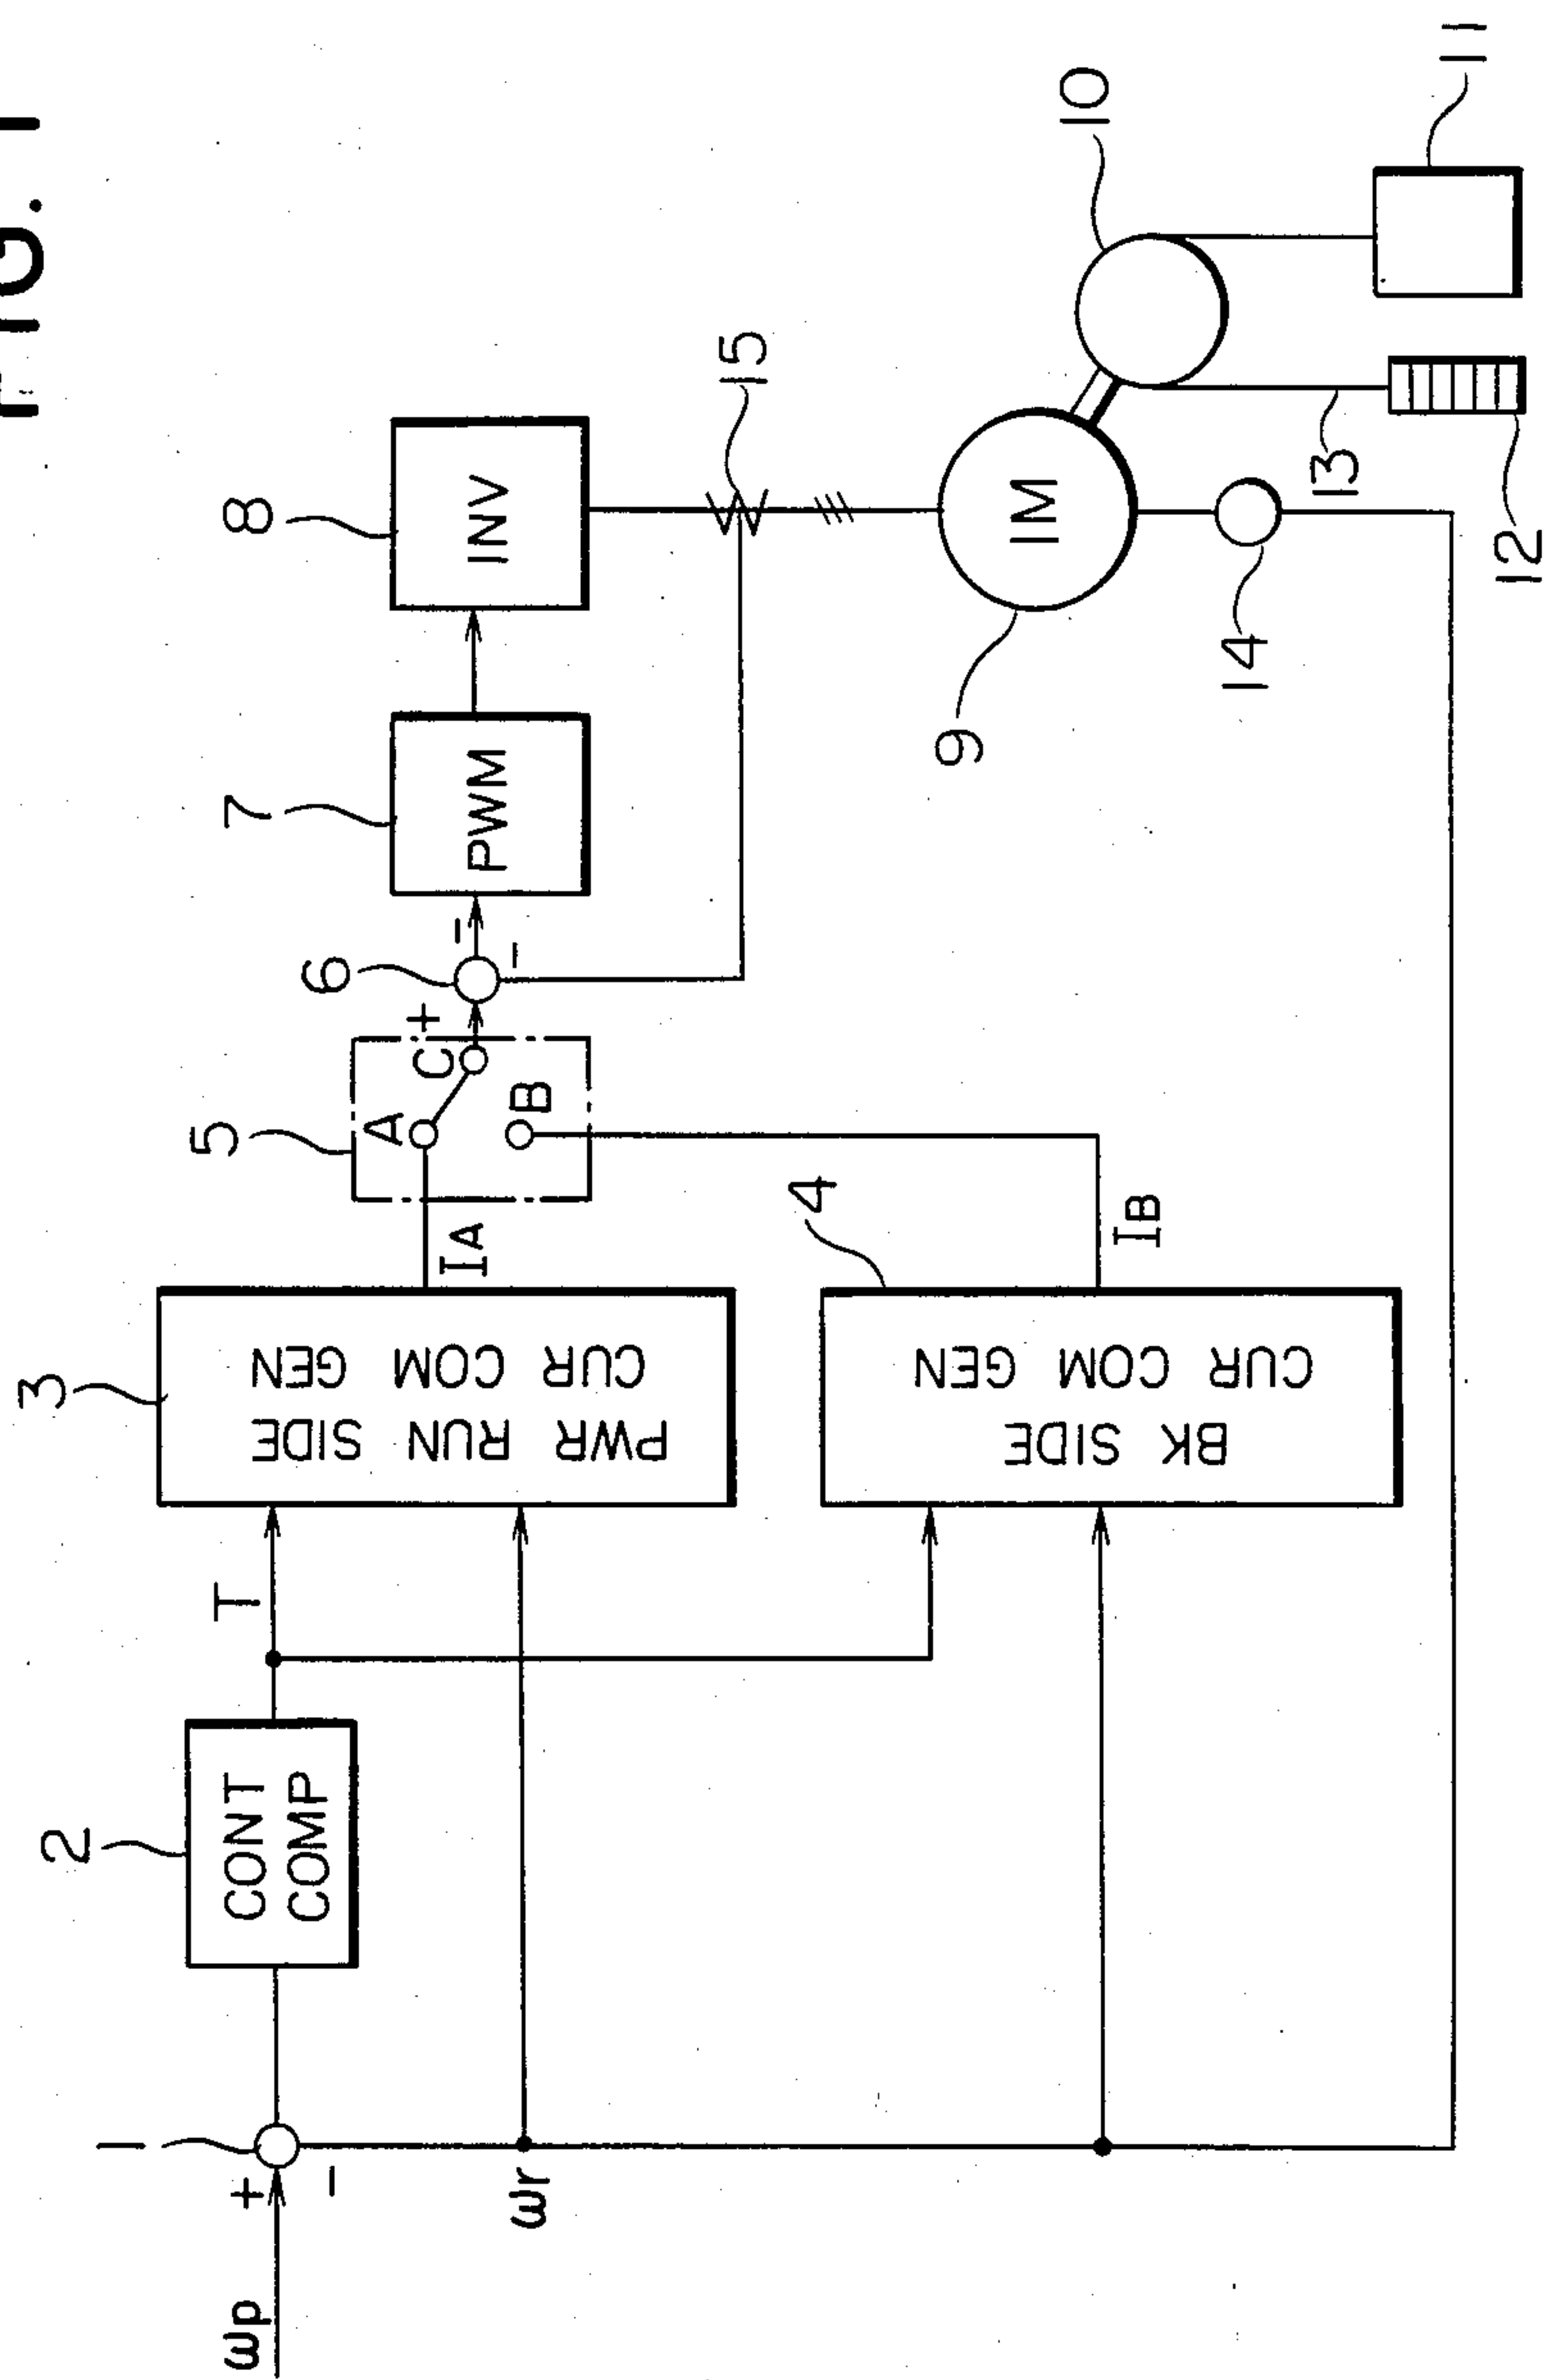 FIG. 1
ωp
+
−
1
ωr
2
CONT
COMP
T
3
PWR RUN SIDE
CUR COM GEN
4
BK SIDE
CUR COM GEN
IA
IB
5
A
B
C
+
6
−
−
7
PWM
8
INV
15
9
IM
10
11
12
13
14